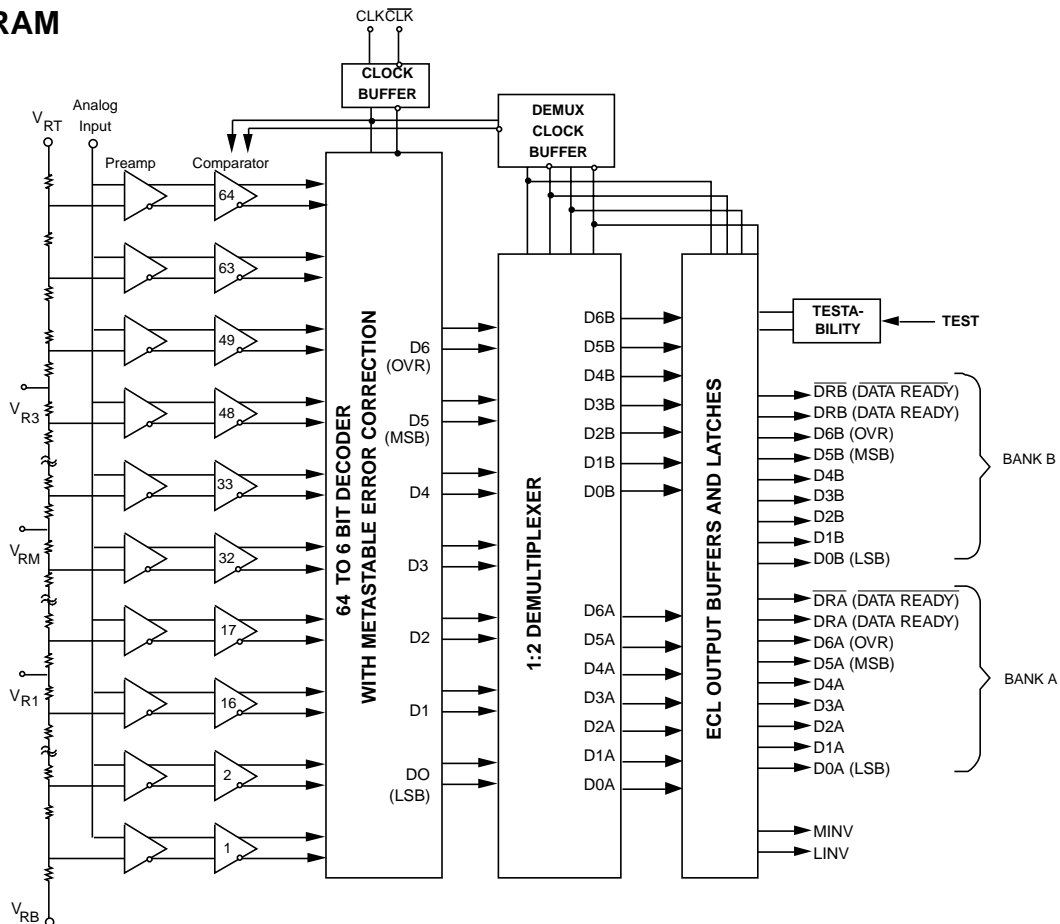 RAM
CLK CLK
CLOCK
BUFFER
DEMUX
CLOCK
BUFFER
VRT
Analog
Input
Preamp
Comparator
64
63
49
48
33
32
17
16
2
1
VR3
VRM
VR1
VRB
64 TO 6 BIT DECODER
WITH METASTABLE ERROR CORRECTION
D6
(OVR)
D5
(MSB)
D4
D3
D2
D1
DO
(LSB)
1:2 DEMULTIPLEXER
D6B
D5B
D4B
D3B
D2B
D1B
D0B
D6A
D5A
D4A
D3A
D2A
D1A
D0A
ECL OUTPUT BUFFERS AND LATCHES
TESTA-
BILITY
TEST
DRB (DATA READY)
DRB (DATA READY)
D6B (OVR)
D5B (MSB)
D4B
D3B
D2B
D1B
D0B (LSB)
BANK B
DRA (DATA READY)
DRA (DATA READY)
D6A (OVR)
D5A (MSB)
D4A
D3A
D2A
D1A
D0A (LSB)
BANK A
MINV
LINV